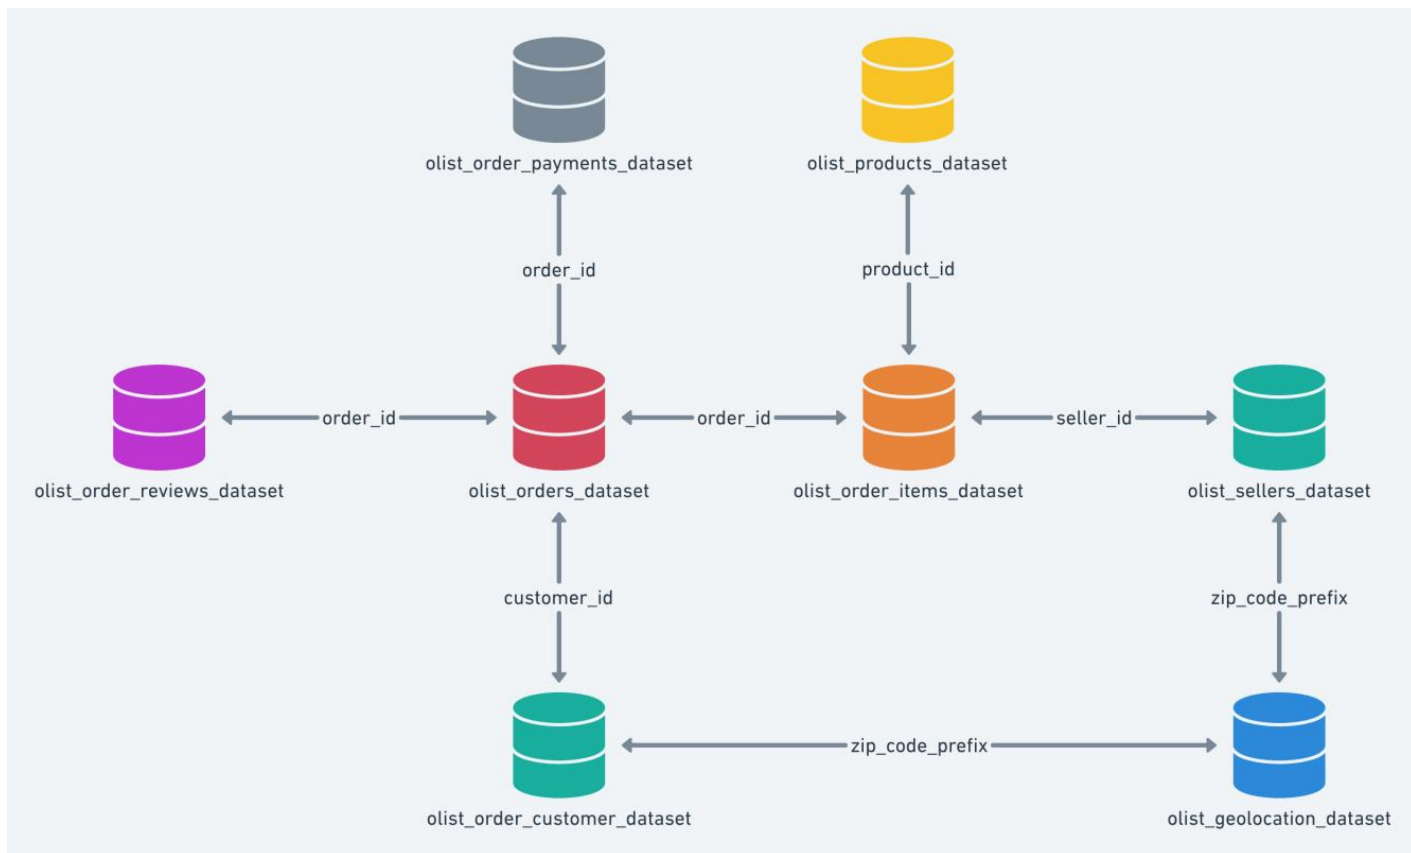 olist_order_payments_dataset
olist_products_dataset
order_id
product_id
order_id
order_id
seller_id
olist_order_reviews_dataset
olist_orders_dataset
olist_order_items_dataset
olist_sellers_dataset
customer_id
zip_code_prefix
zip_code_prefix
olist_order_customer_dataset
olist_geolocation_dataset